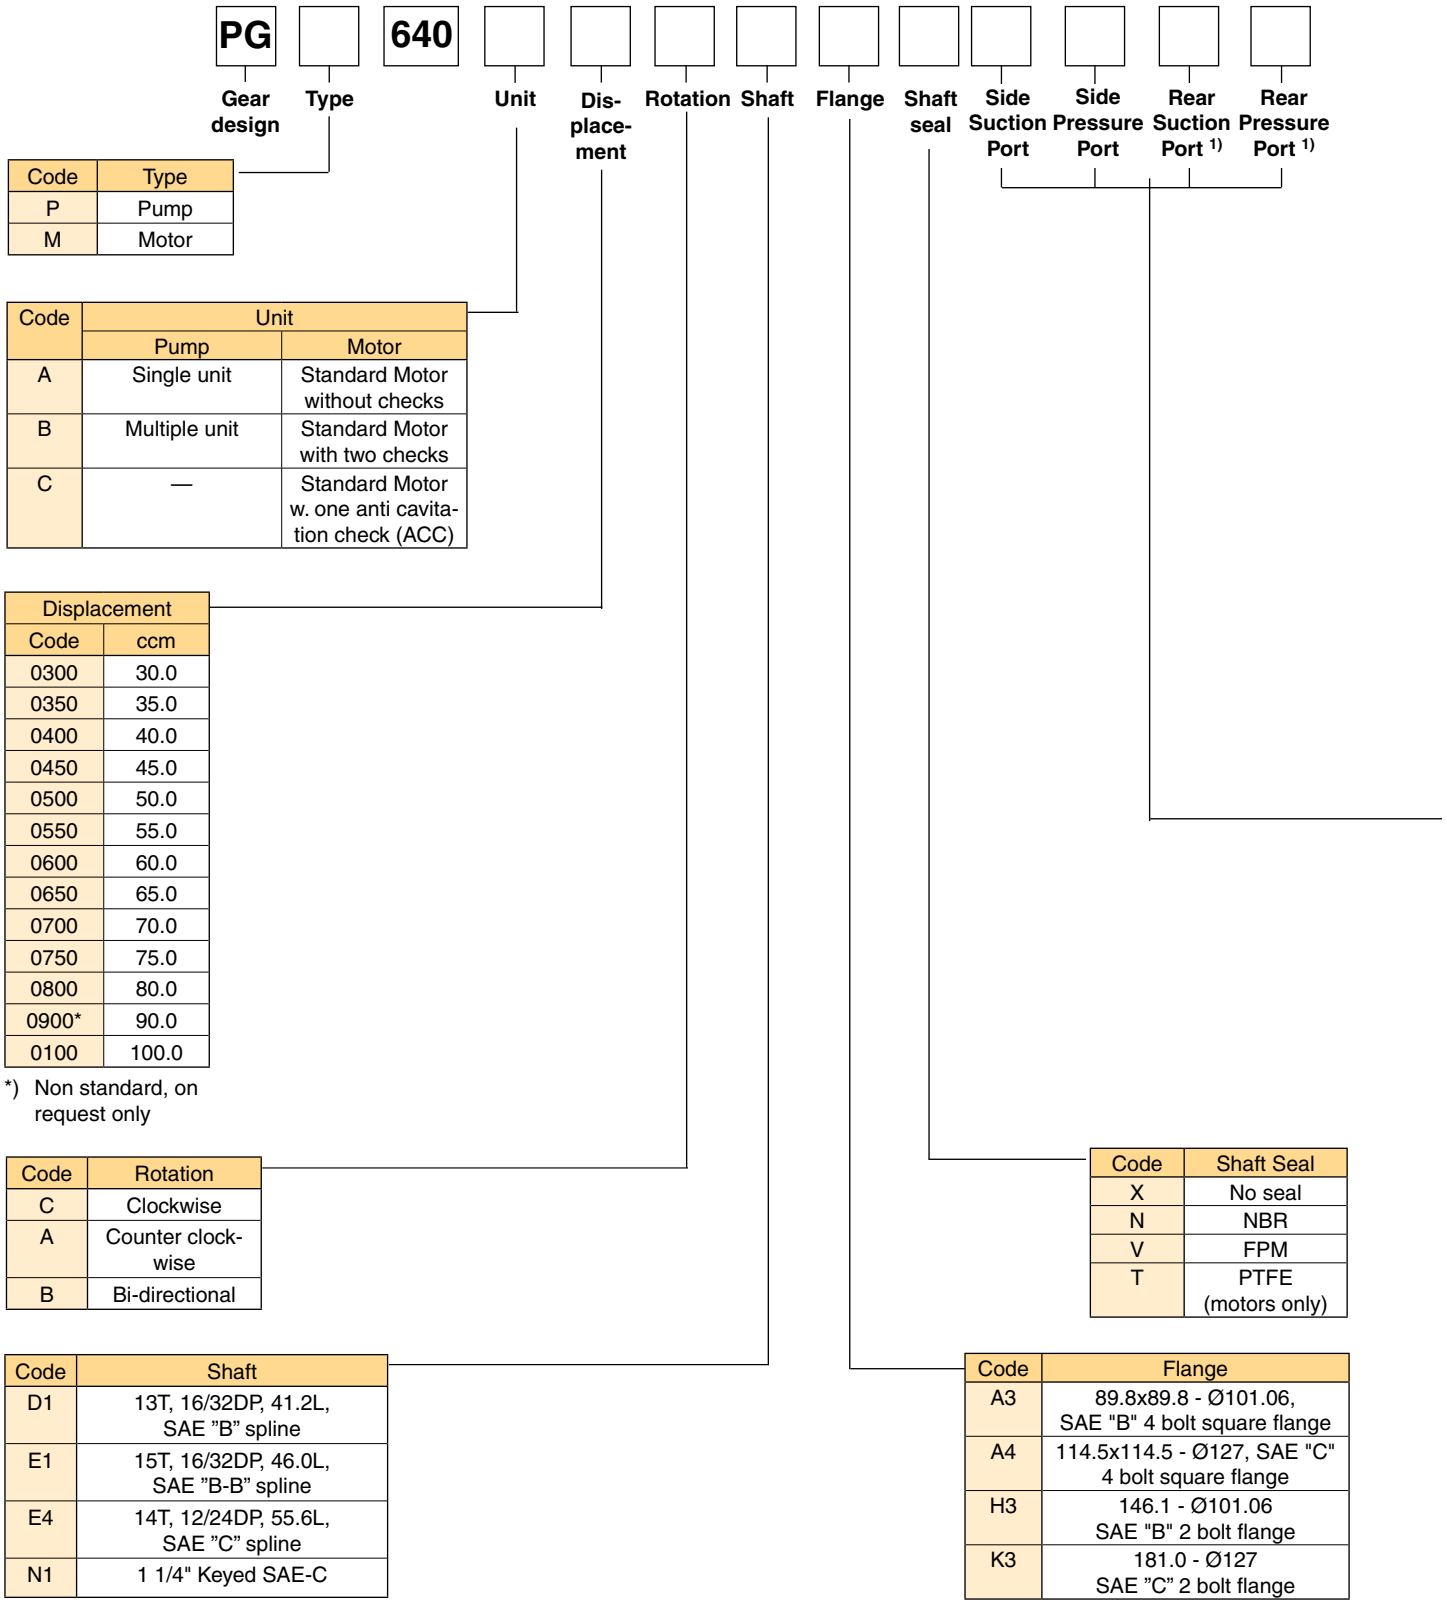 PG 640
Gear design
Type
Unit
Dis-
place-
ment
Rotation
Shaft
Flange
Shaft
seal
Side
Suction
Port
Side
Pressure
Port
Rear
Suction
Port 1)
Rear
Pressure
Port 1)
Code Type
P Pump
M Motor
Code Unit
Pump Motor
A Single unit Standard Motor
without checks
B Multiple unit Standard Motor
with two checks
C — Standard Motor
w. one anti cavita-
tion check (ACC)
Displacement
Code ccm
0300 30.0
0350 35.0
0400 40.0
0450 45.0
0500 50.0
0550 55.0
0600 60.0
0650 65.0
0700 70.0
0750 75.0
0800 80.0
0900* 90.0
0100 100.0
*) Non standard, on
request only
Code Rotation
C Clockwise
A Counter clock-
wise
B Bi-directional
Code Shaft
D1 13T, 16/32DP, 41.2L,
SAE ”B” spline
E1 15T, 16/32DP, 46.0L,
SAE ”B-B” spline
E4 14T, 12/24DP, 55.6L,
SAE ”C” spline
N1 1 1/4" Keyed SAE-C
Code Shaft Seal
X No seal
N NBR
V FPM
T PTFE
(motors only)
Code Flange
A3 89.8x89.8 - Ø101.06,
SAE "B" 4 bolt square flange
A4 114.5x114.5 - Ø127, SAE "C"
4 bolt square flange
H3 146.1 - Ø101.06
SAE "B" 2 bolt flange
K3 181.0 - Ø127
SAE ”C” 2 bolt flange